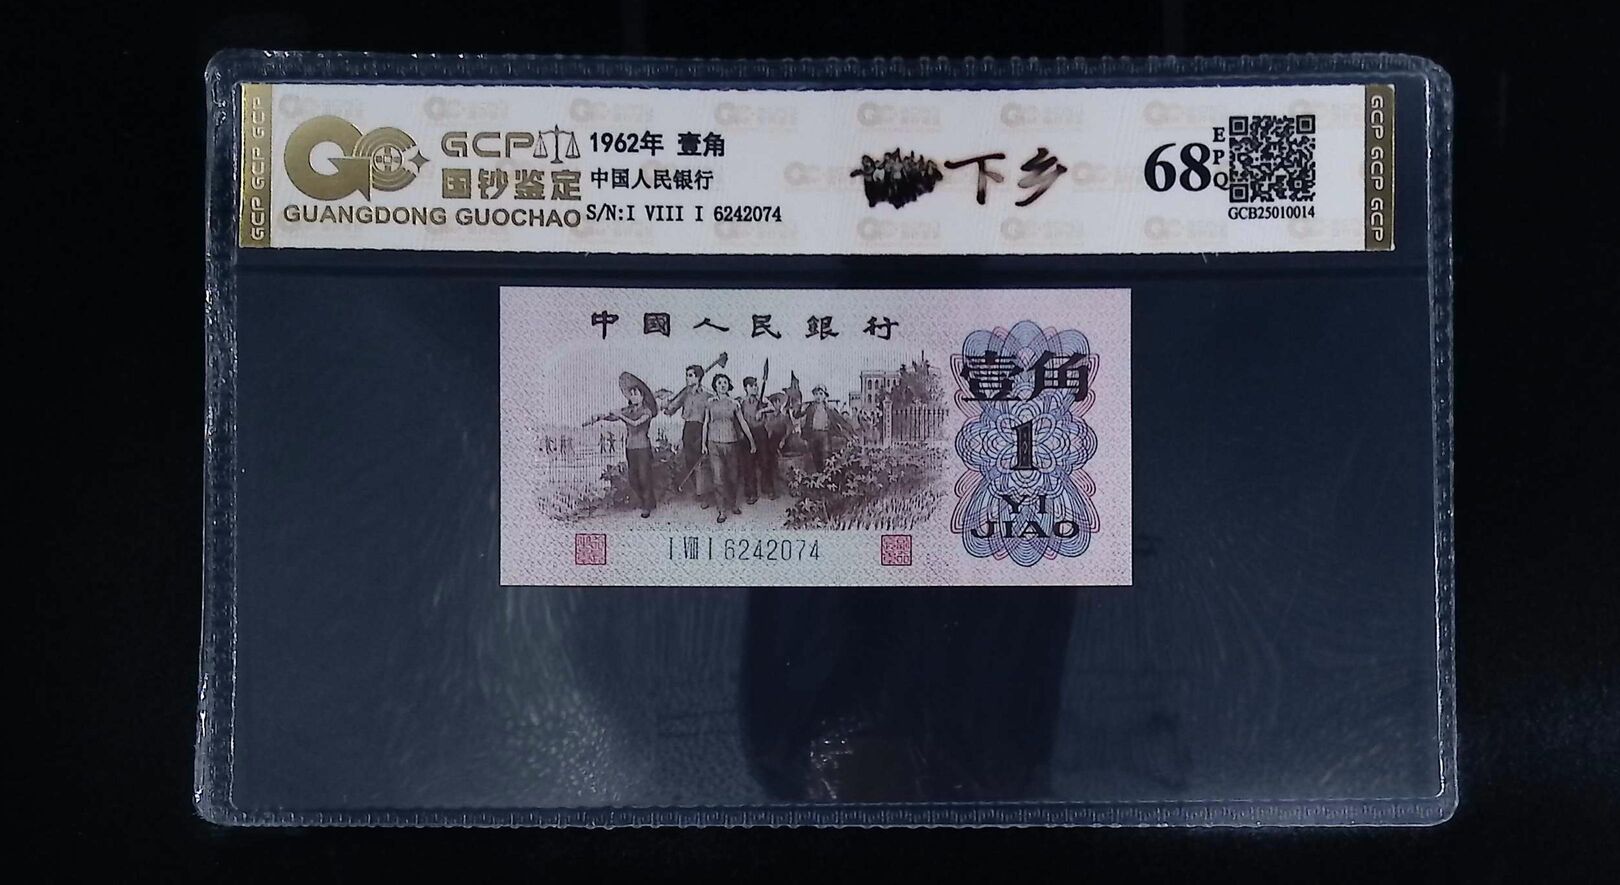 GCP GCP GCP
GCP
国钞鉴定
GUANGDONG GUOCHAO
1962年 壹角
中国人民银行
S/N:I VIII I 6242074
下乡
68
EPQ
GCB25010014
GCP GCP GCP
中國人民銀行
壹角
1
YI
JIAO
I VIII I 6242074